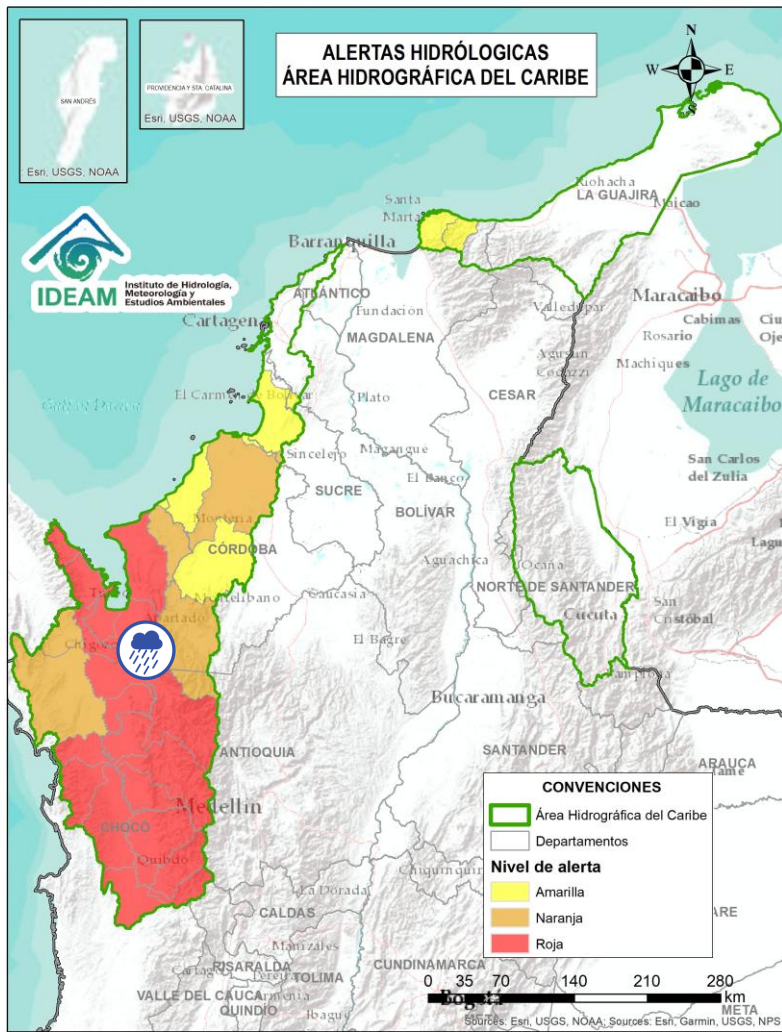 ALERTAS HIDRÓLOGICAS
ÁREA HIDROGRÁFICA DEL CARIBE
N
W
E
S
SAN ANDRÉS
Esri, USGS, NOAA
PROVIDENCIA Y STA. CATALINA
Esri, USGS, NOAA
IDEAM
Instituto de Hidrología,
Meteorología y
Estudios Ambientales
Riohacha
LA GUAJIRA
Maicao
Santa
Marta
Barranquilla
ATLÁNTICO
Cartagena
Fundación
MAGDALENA
Valledupar
Maracaibo
Cabimas
Rosario
Machiques
Agustín
Codazzi
CESAR
Lago de
Maracaibo
El Carmen de Bolívar
Plato
Sincelejo
Magangue
El Banco
SUCRE
BOLÍVAR
San Carlos
del Zulia
El Vigía
Montería
CÓRDOBA
Aguachica
Ocaña
NORTE DE SANTANDER
Caucasia
Cúcuta
San
Cristóbal
El Bagre
Bucaramanga
ANTIOQUIA
SANTANDER
ARAUCA
Medellín
CHOCÓ
Quibdó
La Dorada
CALDAS
Manizales
RISARALDA
Pereira
TOLIMA
CUNDINAMARCA
VALLE DEL CAUCA
Armenia
QUINDÍO
Ibague
Bogotá
META
META
CONVENCIONES
Área Hidrográfica del Caribe
Departamentos
Nivel de alerta
Amarilla
Naranja
Roja
0 35 70 140 210 280
km
Sources: Esri, USGS, NOAA; Sources: Esri, Garmin, USGS, NPS